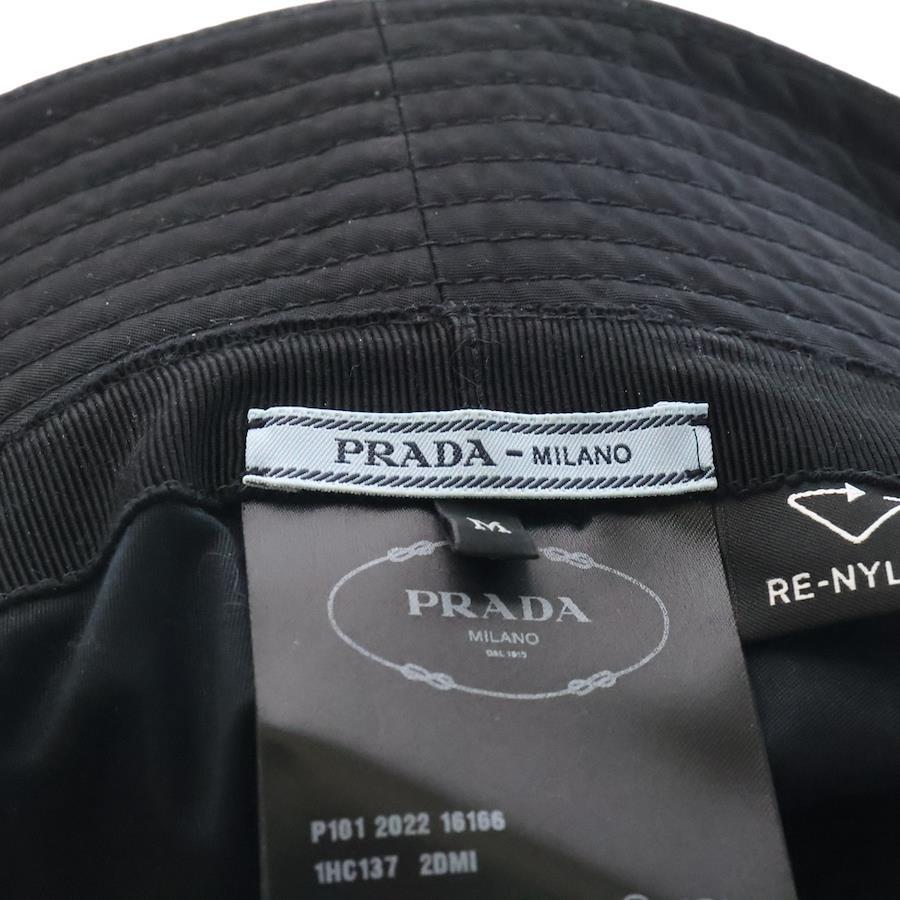 PRADA - MILANO
M
PRADA
MILANO
DAL 1913
RE-NYL
P101 2022 16166
1HC137 2DMI